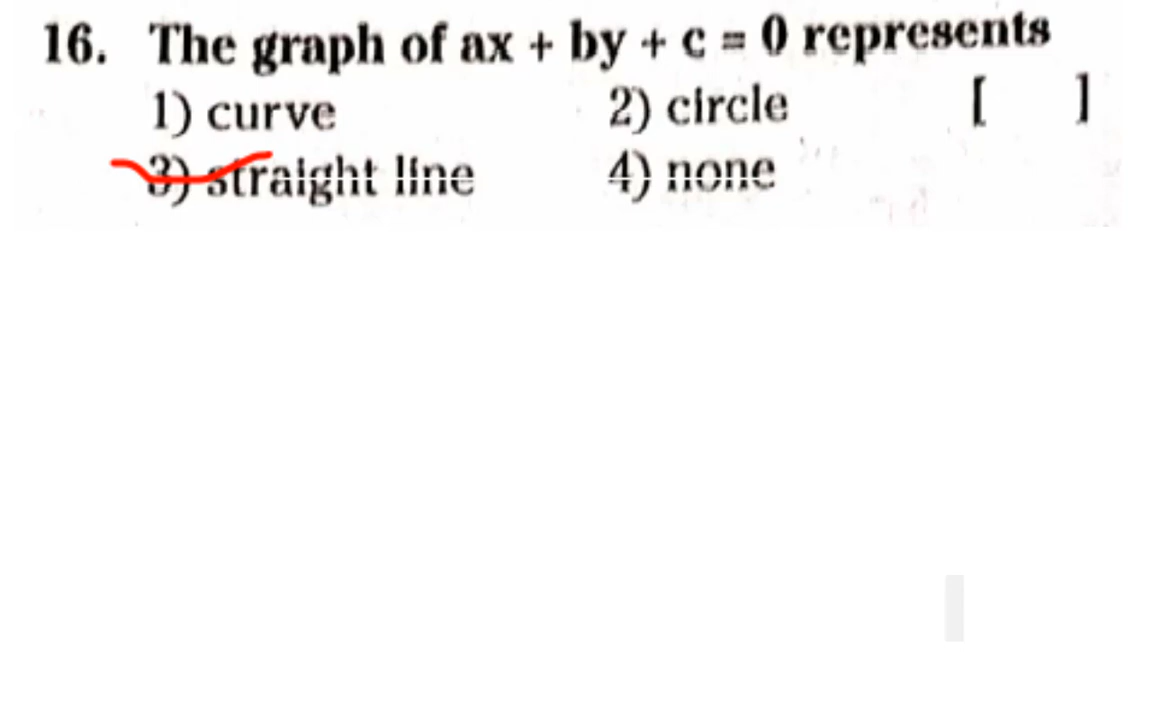 16. The graph of ax + by + c = 0 represents
1) curve 2) circle [ ]
3) straight line 4) none